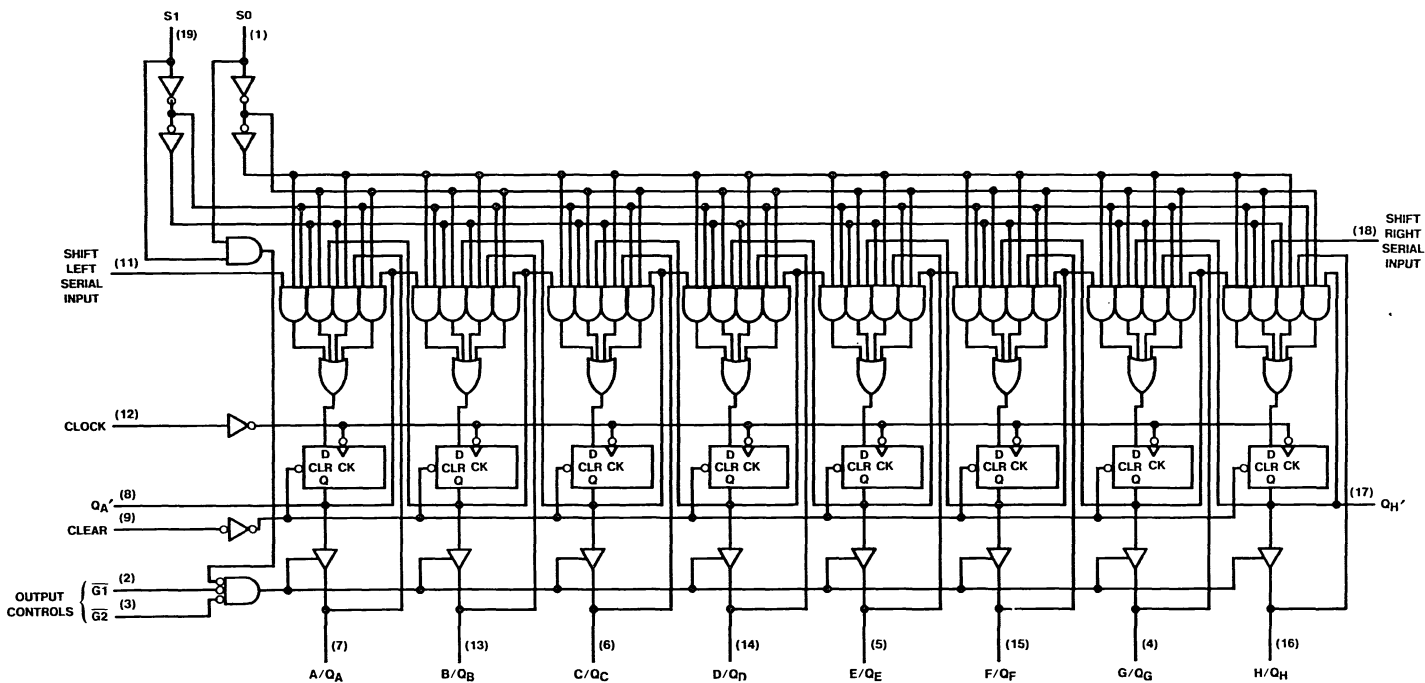 S1 S0
(19) (1)
SHIFT LEFT SERIAL INPUT (11)
(18) SHIFT RIGHT SERIAL INPUT
CLOCK (12)
D D D D D D D D
CLR CK CLR CK CLR CK CLR CK CLR CK CLR CK CLR CK CLR CK
Q Q Q Q Q Q Q Q
QA' (8)
(17) QH'
CLEAR (9)
OUTPUT CONTROLS
G1 (2)
G2 (3)
(7) (13) (6) (14) (5) (15) (4) (16)
A/QA B/QB C/QC D/QD E/QE F/QF G/QG H/QH